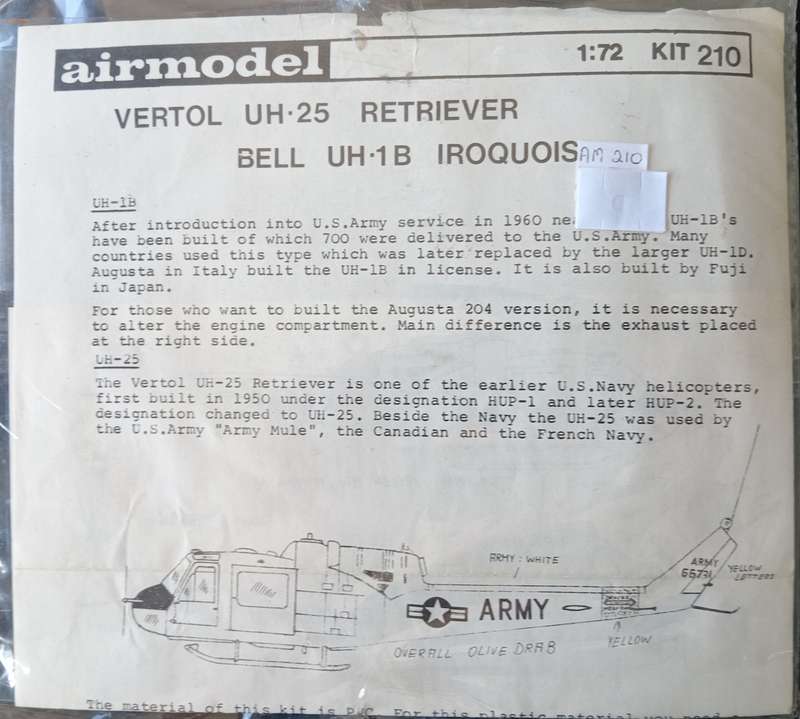 airmodel 1:72 KIT 210
VERTOL UH-25 RETRIEVER
BELL UH-1B IROQUOIS
AM 210
UH-1B
After introduction into U.S.Army service in 1960 UH-1B's
have been built of which 700 were delivered to the U.S.Army. Many
countries used this type which was later replaced by the larger UH-1D.
Augusta in Italy built the UH-1B in license. It is also built by Fuji
in Japan.
For those who want to built the Augusta 204 version, it is necessary
to alter the engine compartment. Main difference is the exhaust placed
at the right side.
UH-25
The Vertol UH-25 Retriever is one of the earlier U.S.Navy helicopters,
first built in 1950 under the designation HUP-1 and later HUP-2. The
designation changed to UH-25. Beside the Navy the UH-25 was used by
the U.S.Army "Army Mule", the Canadian and the French Navy.
ARMY : WHITE
ARMY
YELLOW
LETTERS
ARMY
YELLOW
OVERALL OLIVE DRAB
The material of this kit is PVC. For this plastic material you need